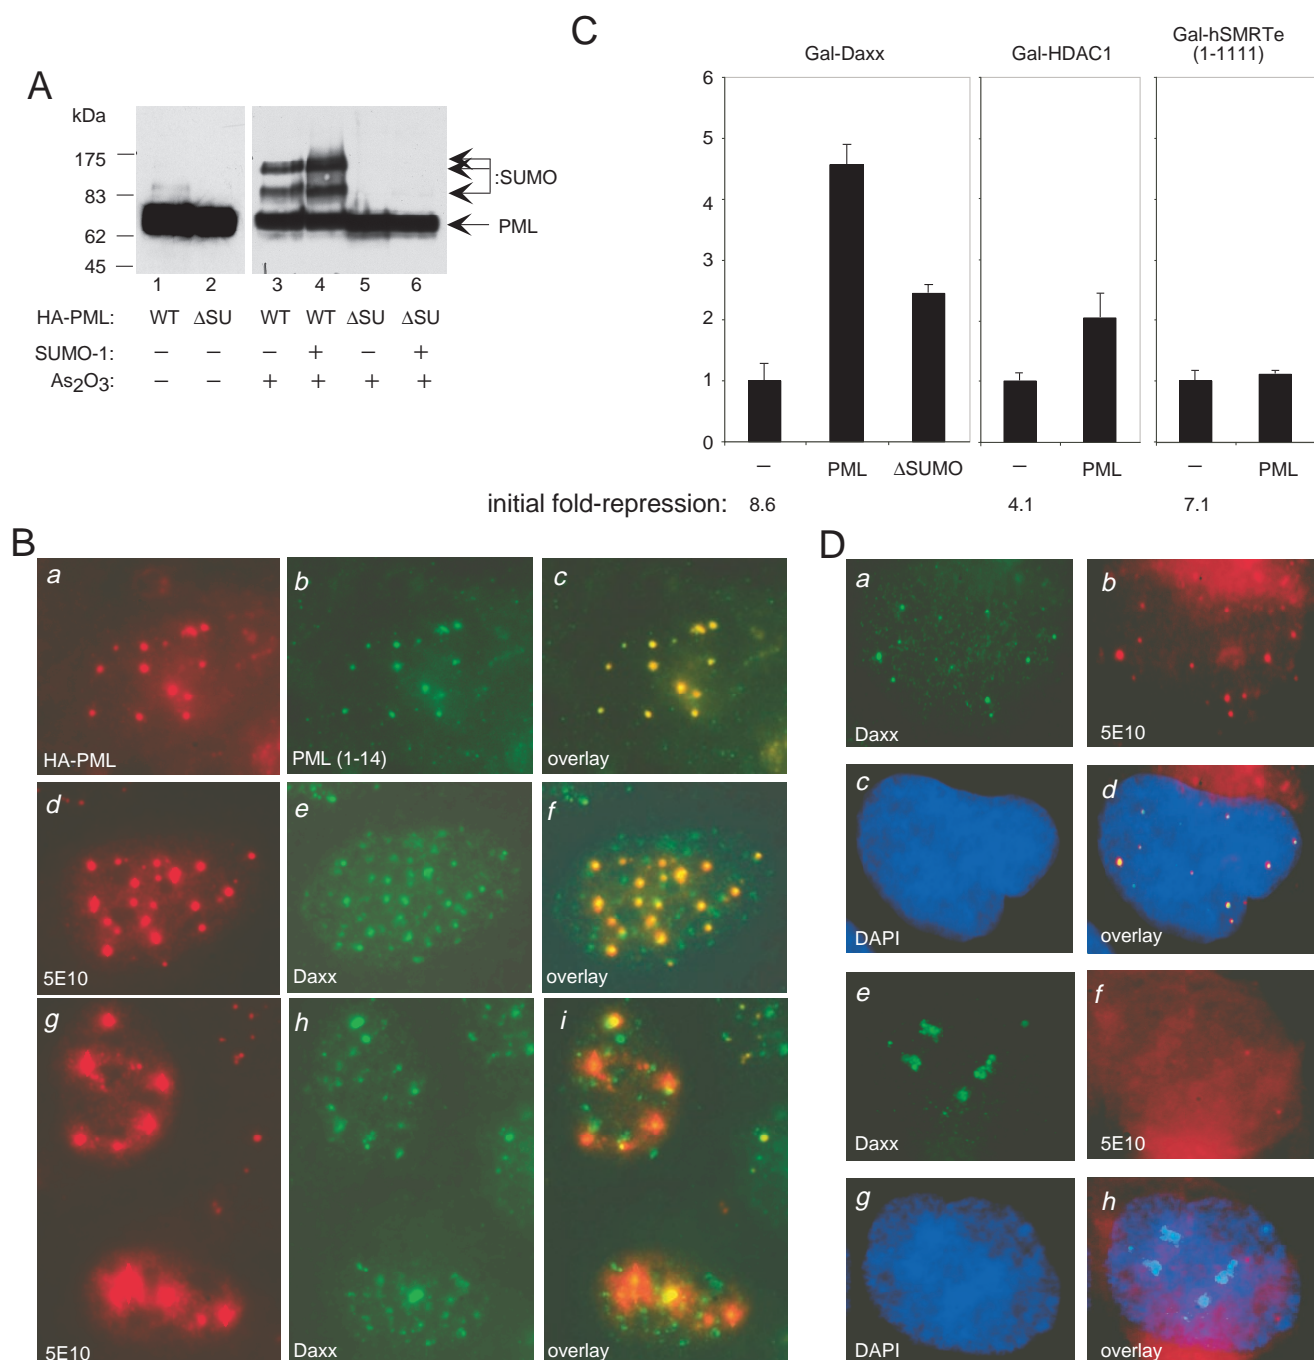 A
kDa
175
83
62
45
:SUMO
PML
1 2 3 4 5 6
HA-PML: WT ΔSU WT WT ΔSU ΔSU
SUMO-1: – – – + – +
As2O3: – – + + + +
C
Gal-Daxx
Gal-HDAC1
Gal-hSMRTe
(1-1111)
6
5
4
3
2
1
0
– PML ΔSUMO – PML – PML
initial fold-repression: 8.6 4.1 7.1
B
a
HA-PML
b
PML (1-14)
c
overlay
d
5E10
e
Daxx
f
overlay
g
5E10
h
Daxx
i
overlay
D
a
Daxx
b
5E10
c
DAPI
d
overlay
e
Daxx
f
5E10
g
DAPI
h
overlay